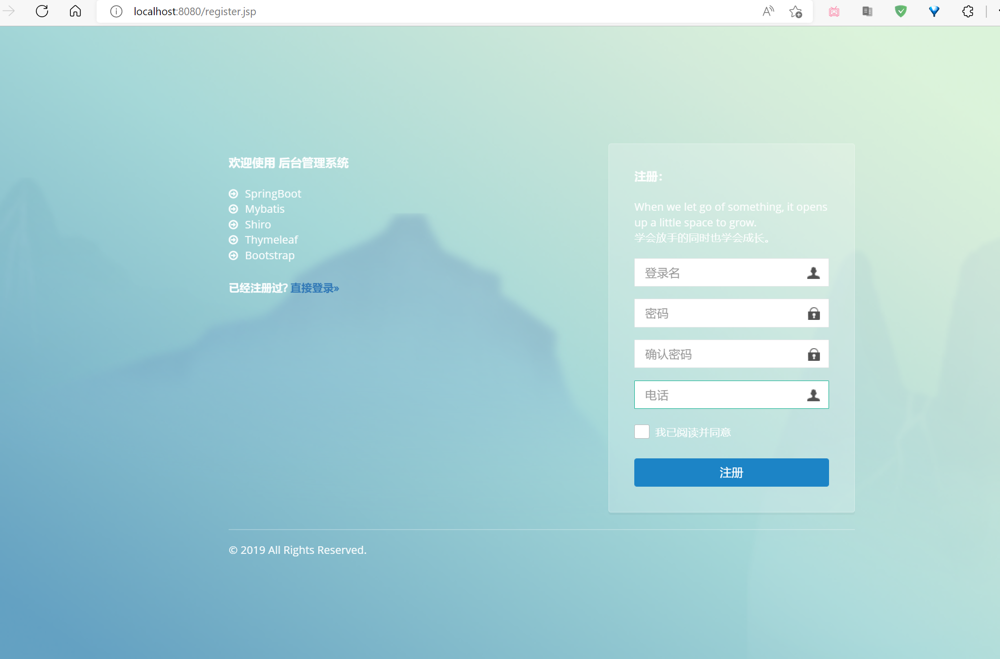 localhost:8080/register.jsp
欢迎使用 后台管理系统
SpringBoot
Mybatis
Shiro
Thymeleaf
Bootstrap
已经注册过? 直接登录»
注册：
When we let go of something, it opens
up a little space to grow.
学会放手的同时也学会成长。
登录名
密码
确认密码
电话
我已阅读并同意
注册
© 2019 All Rights Reserved.